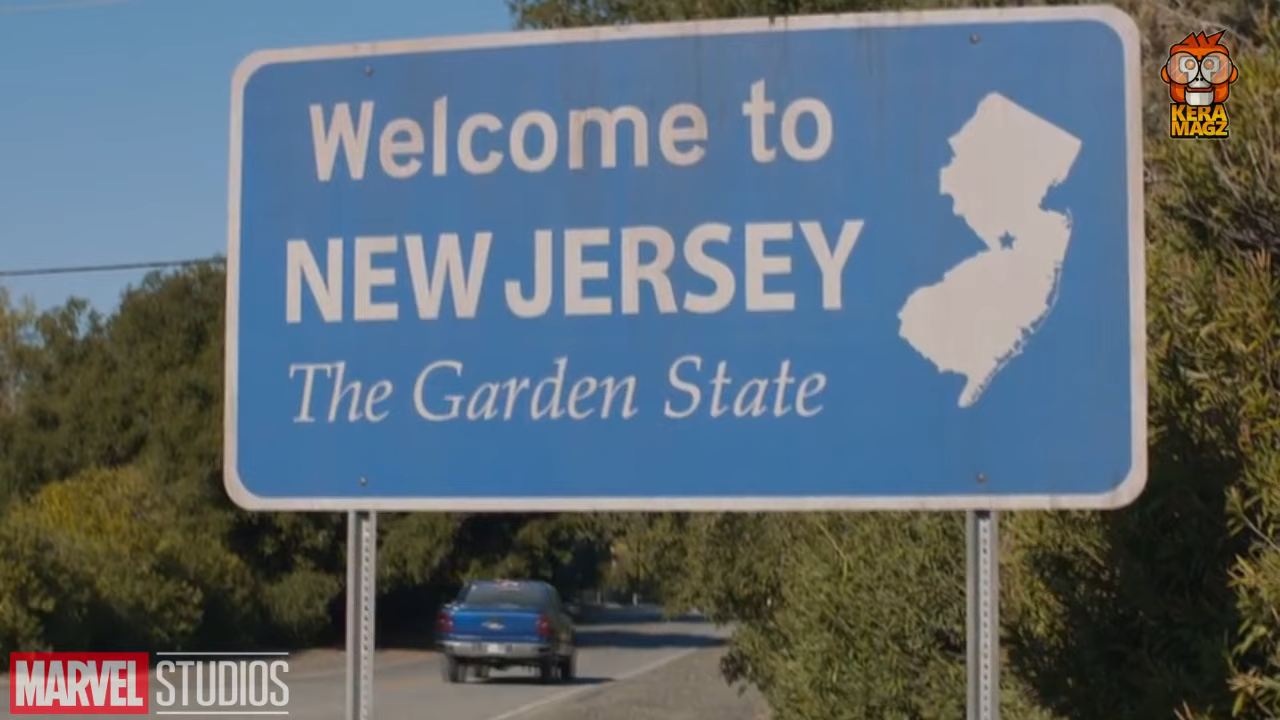 Welcome to
NEW JERSEY
The Garden State
KERA
MAGZ
MARVEL STUDIOS